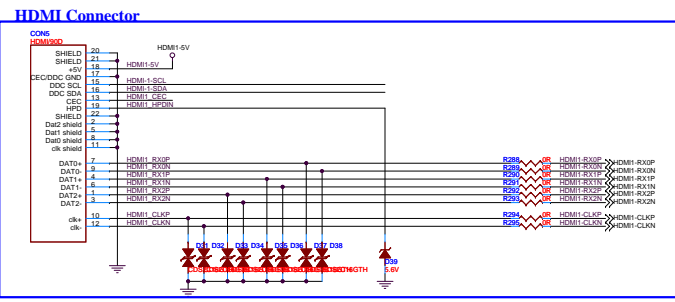 HDMI Connector
CON5
HDMI/90D
SHIELD 20
SHIELD 21
+5V 18 HDMI1-5V HDMI1-5V
CEC/DDC GND 17
DDC SCL 15 HDMI-1-SCL
DDC SDA 16 HDMI-1-SDA
CEC 13 HDMI1_CEC
HPD 19 HDMI1_HPDIN
SHIELD 22
Dat2 shield 2
Dat1 shield 5
Dat0 shield 8
clk shield 11
DAT0+ 7 HDMI1_RX0P R288 0R HDMI1-RX0P HDMI1-RX0P
DAT0- 9 HDMI1_RX0N R289 0R HDMI1-RX0N HDMI1-RX0N
DAT1+ 4 HDMI1_RX1P R290 0R HDMI1-RX1P HDMI1-RX1P
DAT1- 6 HDMI1_RX1N R291 0R HDMI1-RX1N HDMI1-RX1N
DAT2+ 1 HDMI1_RX2P R292 0R HDMI1-RX2P HDMI1-RX2P
DAT2- 3 HDMI1_RX2N R293 0R HDMI1-RX2N HDMI1-RX2N
clk+ 10 HDMI1_CLKP R294 0R HDMI1-CLKP HDMI1-CLKP
clk- 12 HDMI1_CLKN R295 0R HDMI1-CLKN HDMI1-CLKN
D31 D32 D33 D34 D35 D36 D37 D38
D39
5.6V